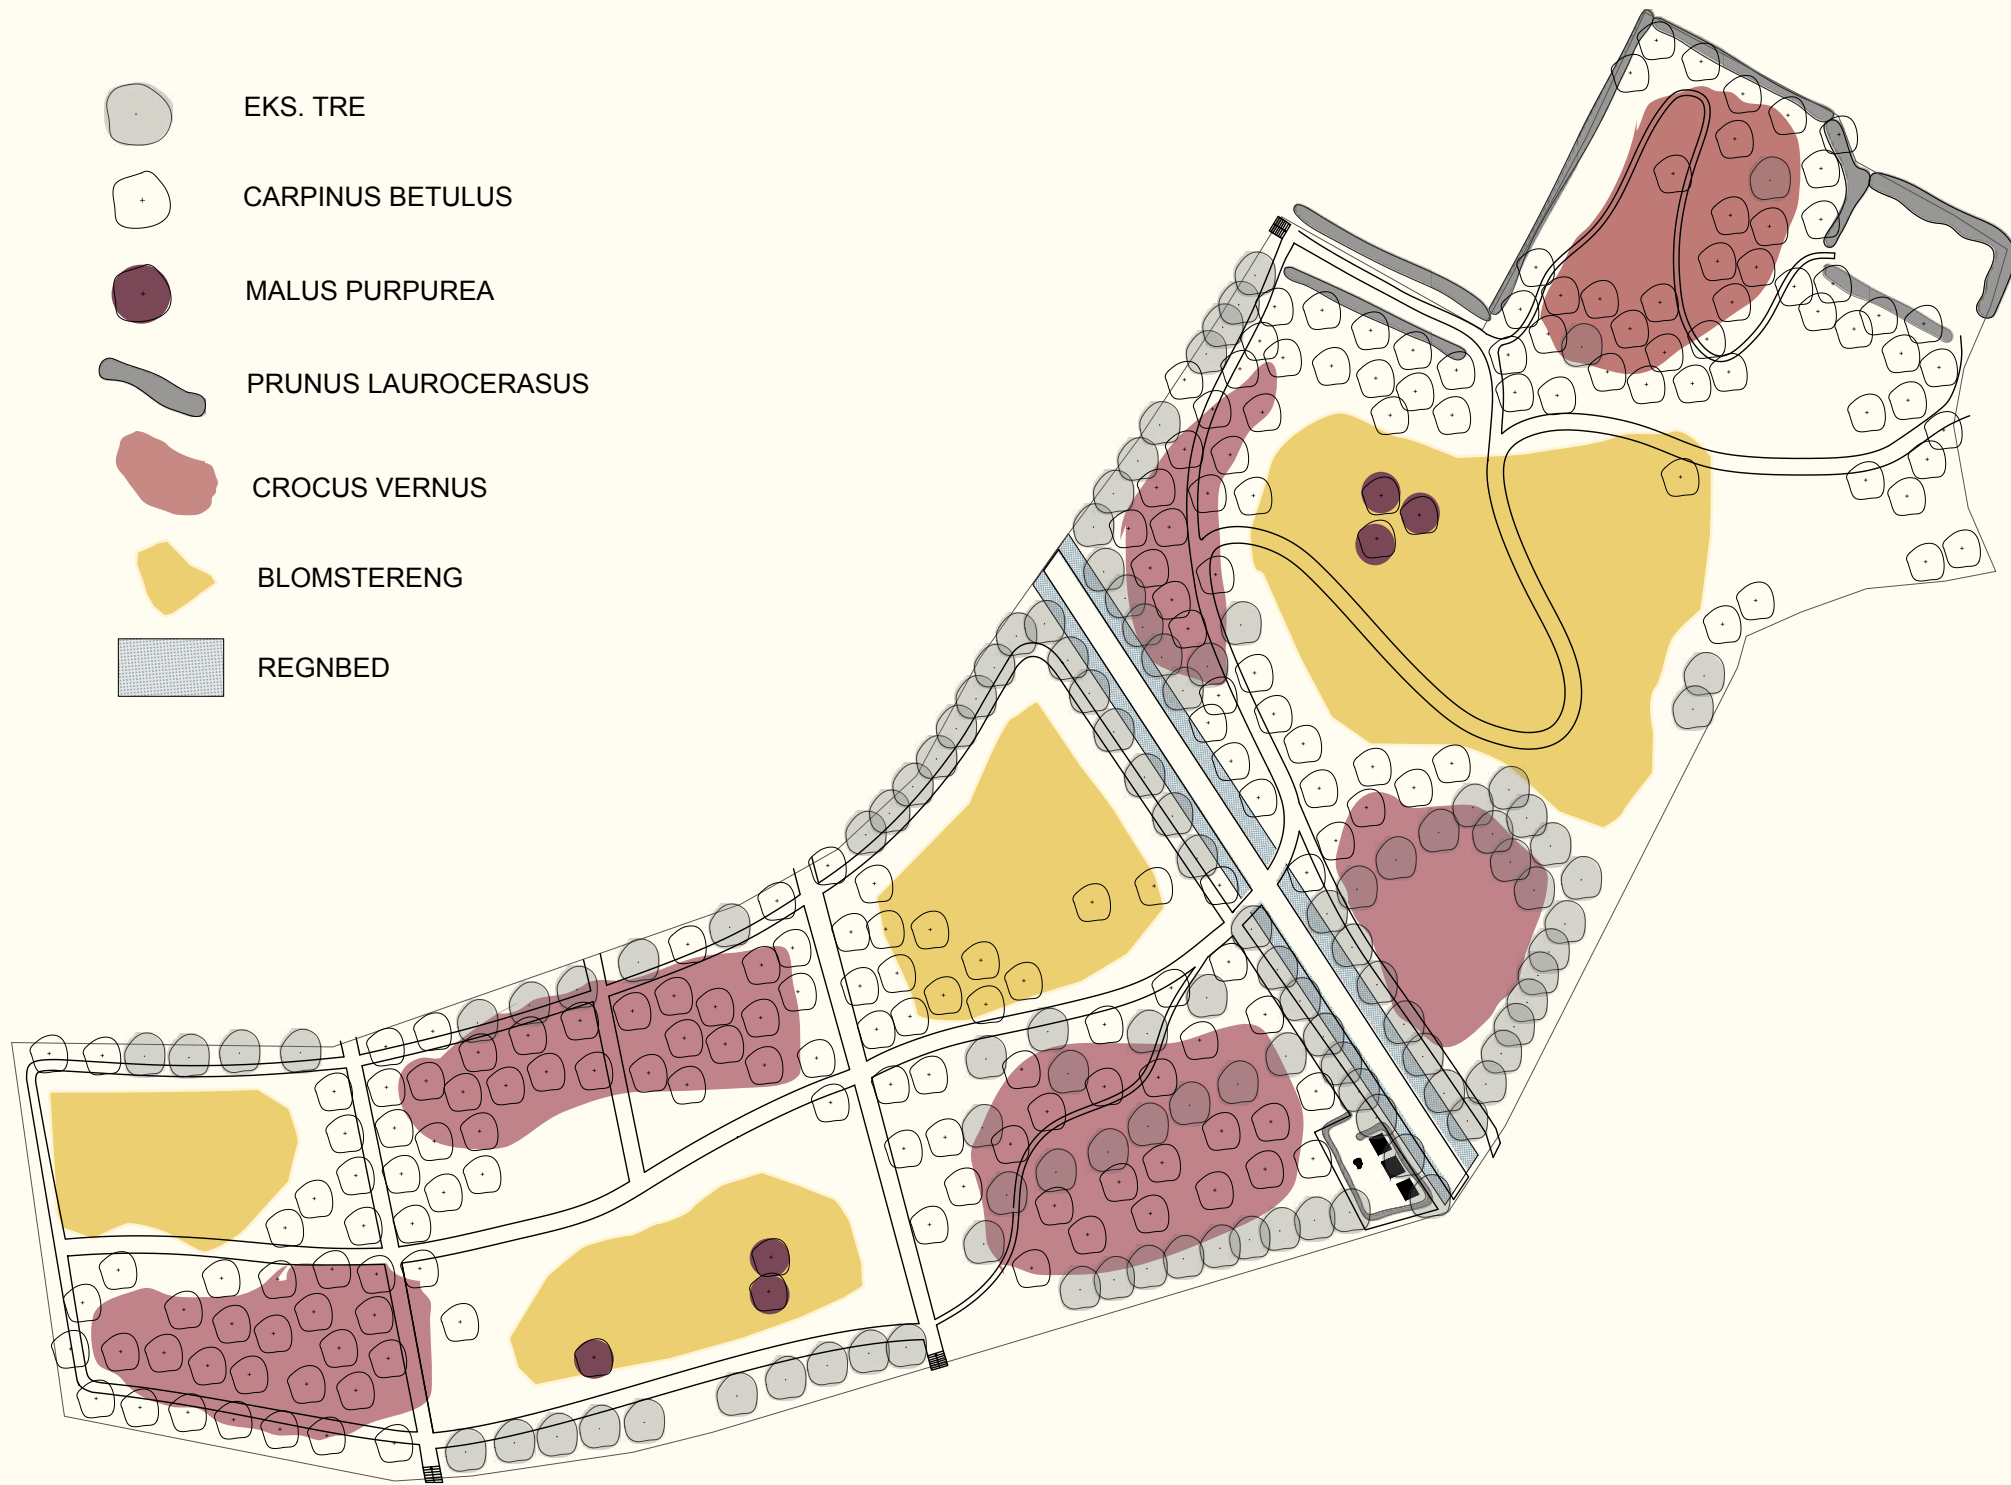 EKS. TRE
CARPINUS BETULUS
MALUS PURPUREA
PRUNUS LAUROCERASUS
CROCUS VERNUS
BLOMSTERENG
REGNBED